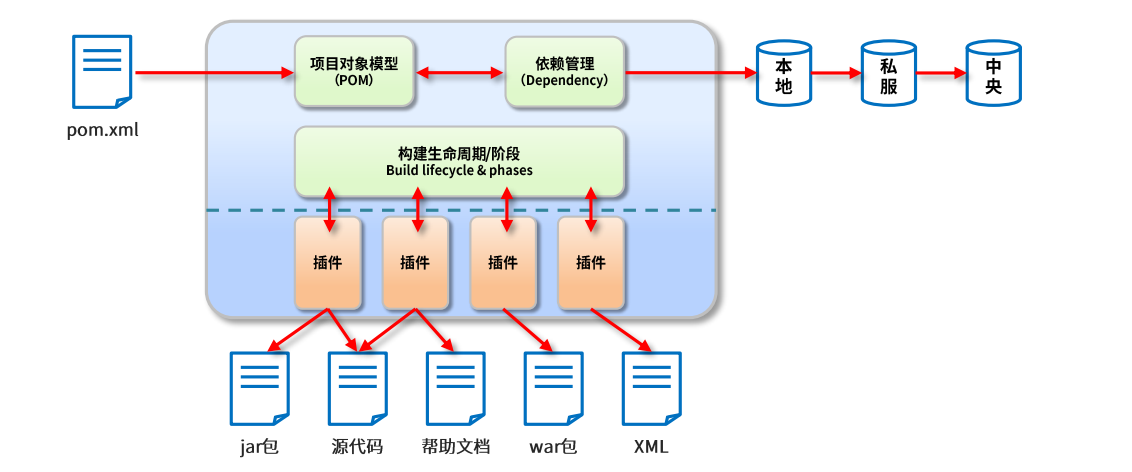 pom.xml
项目对象模型
（POM）
依赖管理
（Dependency）
本
地
私
服
中
央
构建生命周期/阶段
Build lifecycle & phases
插件
插件
插件
插件
jar包
源代码
帮助文档
war包
XML